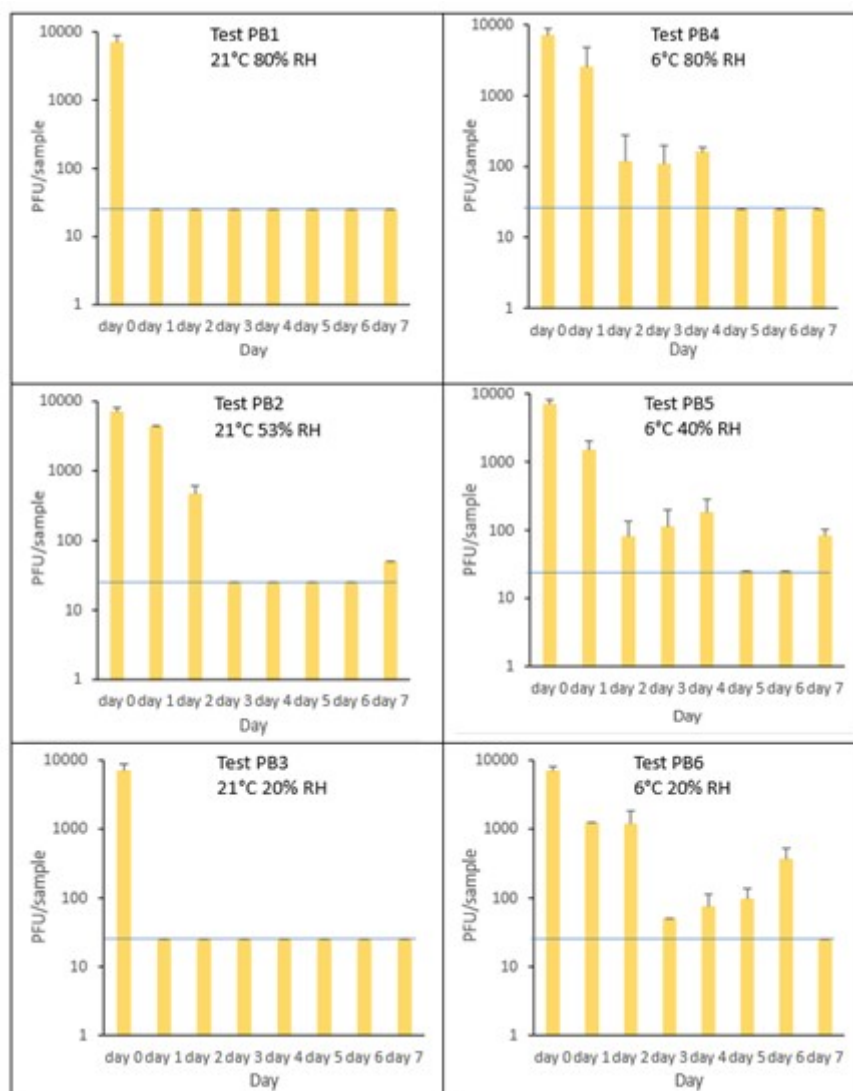 Test PB1
21°C 80% RH
10000
1000
100
10
1
PFU/sample
day 0 day 1 day 2 day 3 day 4 day 5 day 6 day 7
Day
Test PB4
6°C 80% RH
10000
1000
100
10
1
PFU/sample
day 0 day 1 day 2 day 3 day 4 day 5 day 6 day 7
Day
Test PB2
21°C 53% RH
10000
1000
100
10
1
PFU/sample
day 0 day 1 day 2 day 3 day 4 day 5 day 6 day 7
Day
Test PB5
6°C 40% RH
10000
1000
100
10
1
PFU/sample
day 0 day 1 day 2 day 3 day 4 day 5 day 6 day 7
Day
Test PB3
21°C 20% RH
10000
1000
100
10
1
PFU/sample
day 0 day 1 day 2 day 3 day 4 day 5 day 6 day 7
Day
Test PB6
6°C 20% RH
10000
1000
100
10
1
PFU/sample
day 0 day 1 day 2 day 3 day 4 day 5 day 6 day 7
Day